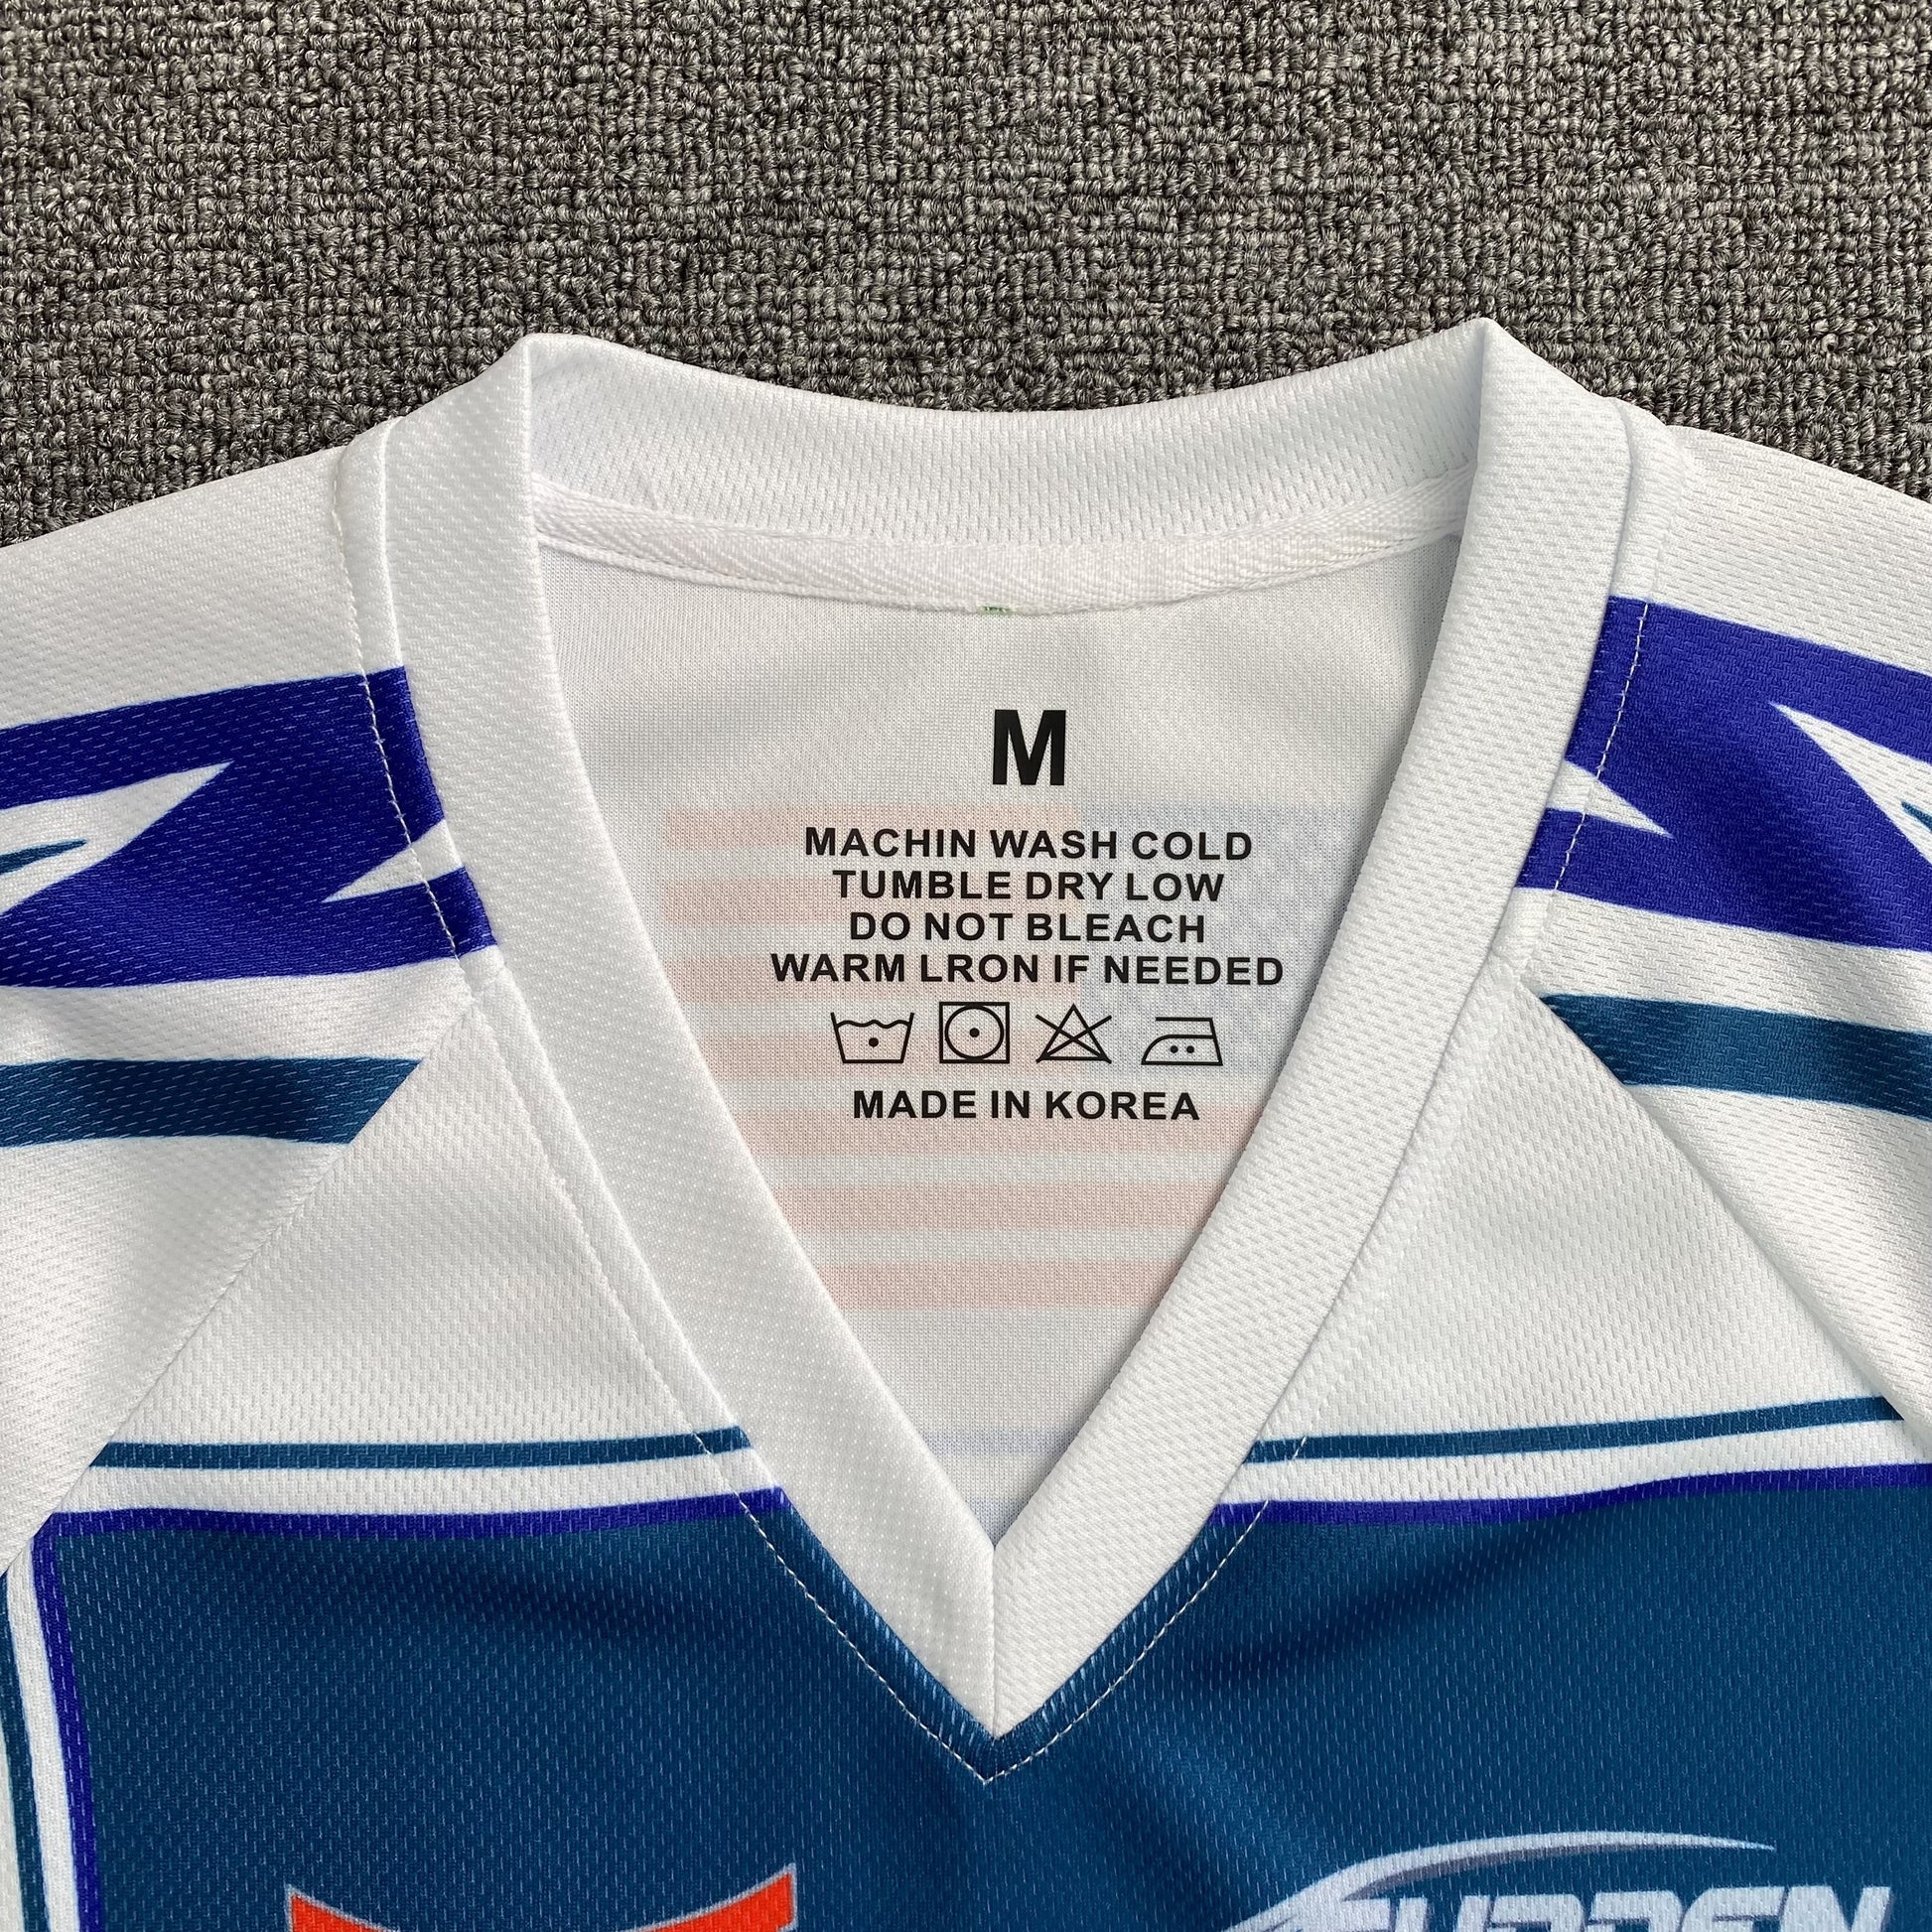 M
MACHIN WASH COLD
TUMBLE DRY LOW
DO NOT BLEACH
WARM LRON IF NEEDED
MADE IN KOREA